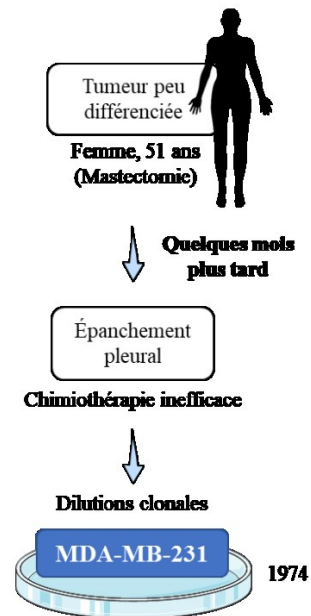 Tumeur peu
différenciée
Femme, 51 ans
(Mastectomie)
Quelques mois
plus tard
Épanchement
pleural
Chimiothérapie inefficace
Dilutions clonales
MDA-MB-231
1974